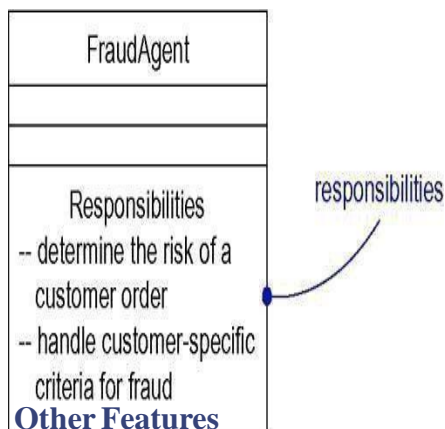 FraudAgent
Responsibilities
-- determine the risk of a
customer order
-- handle customer-specific
criteria for fraud
responsibilities
Other Features